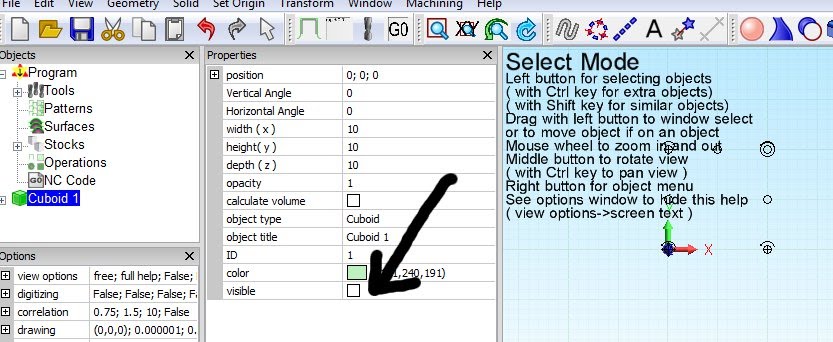 File Edit View Geometry Solid Set Origin Transform Window Machining Help
G0
Objects
Program
Tools
Patterns
Surfaces
Stocks
Operations
G0 NC Code
Cuboid 1
Options
view options free; full help; False;
digitizing False; False; False; F
correlation 0.75; 1.5; 10; False
drawing (0,0,0); 0.000001; 0.
Properties
position 0; 0; 0
Vertical Angle 0
Horizontal Angle 0
width ( x ) 10
height( y ) 10
depth ( z ) 10
opacity 1
calculate volume
object type Cuboid
object title Cuboid 1
ID 1
color 1,240,191)
visible
A
Select Mode
Left button for selecting objects
( with Ctrl key for extra objects)
( with Shift key for similar objects)
Drag with left button to window select
or to move object if on an object
Mouse wheel to zoom in and out
Middle button to rotate view
( with Ctrl key to pan view )
Right button for object menu
See options window to hide this help
( view options->screen text )
X